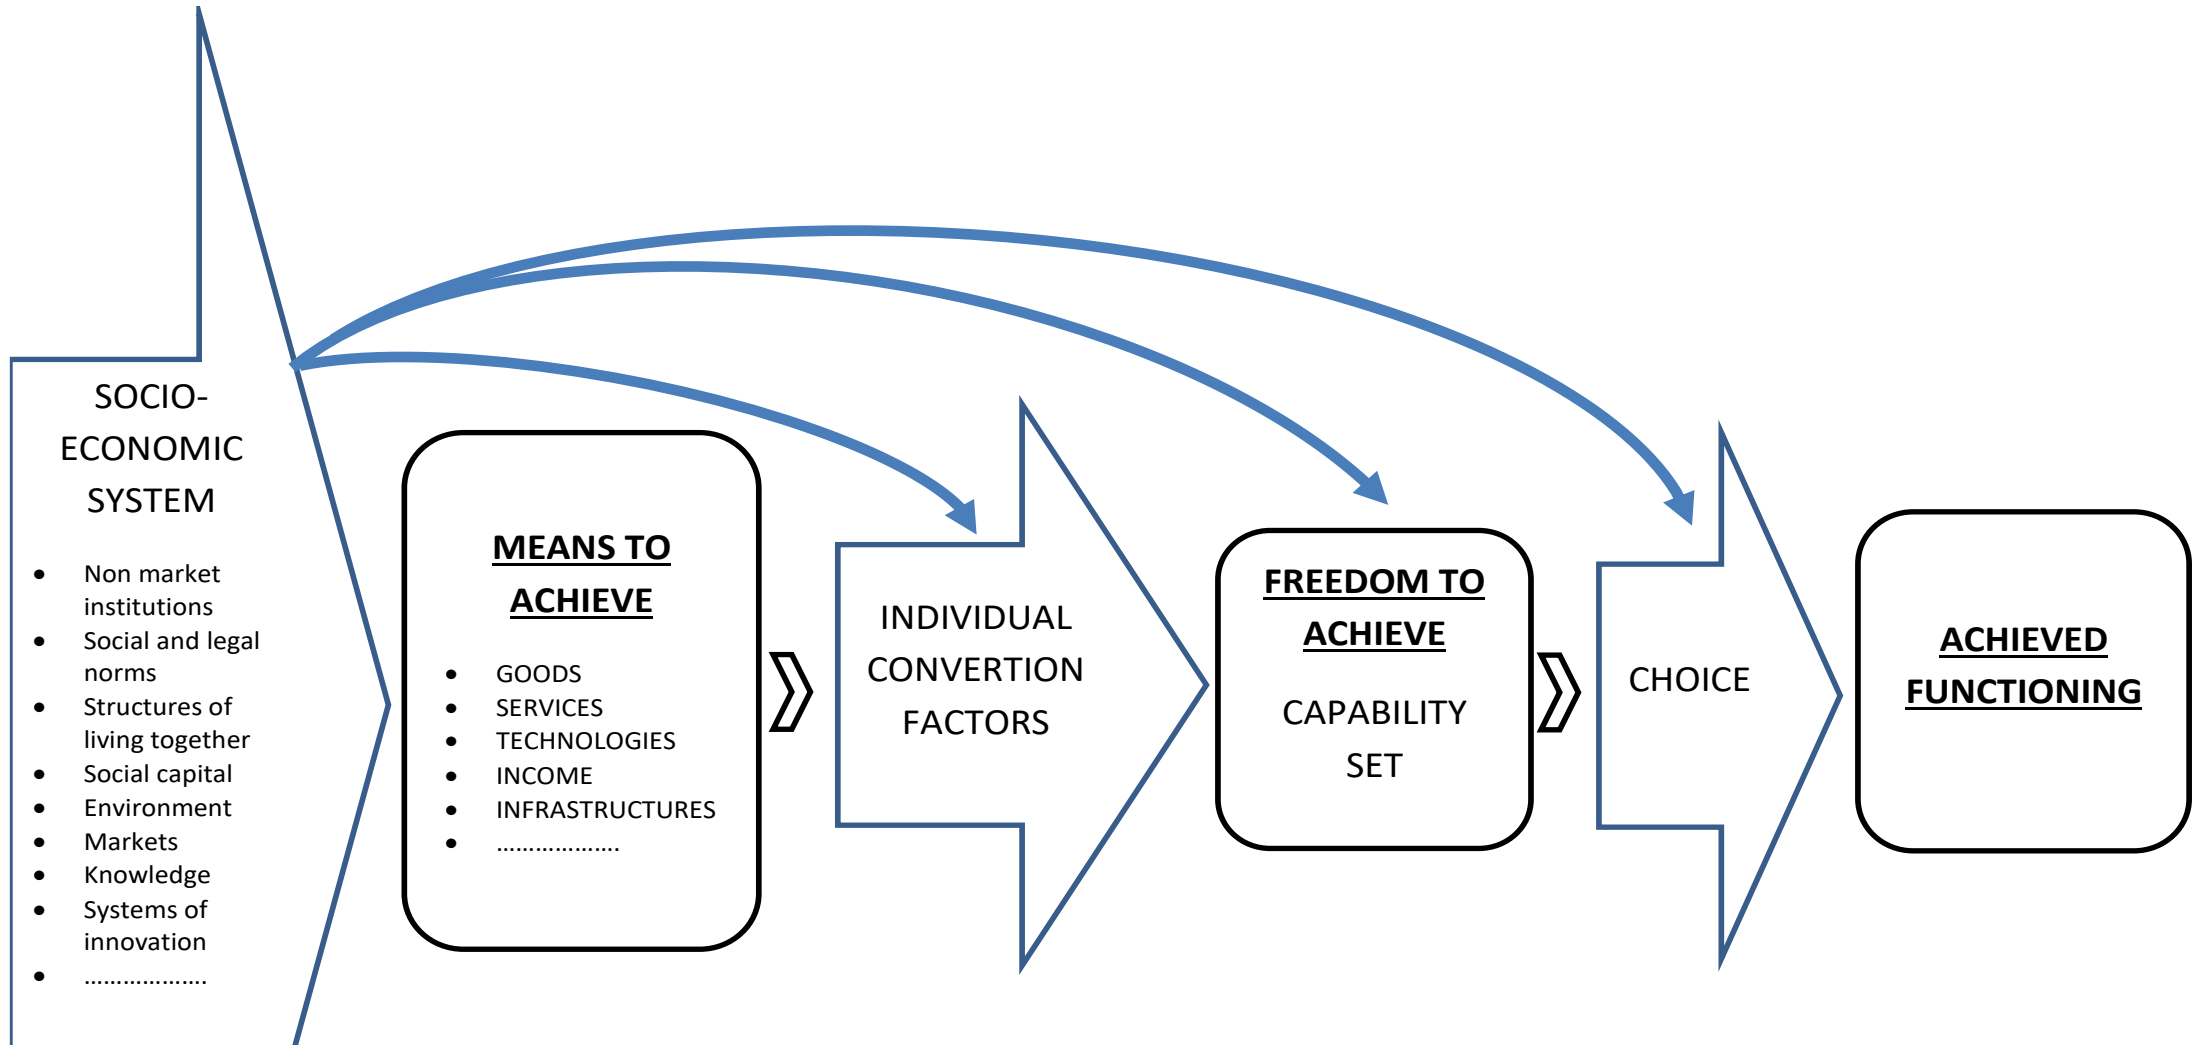 SOCIO-
ECONOMIC
SYSTEM
• Non market
institutions
• Social and legal
norms
• Structures of
living together
• Social capital
• Environment
• Markets
• Knowledge
• Systems of
innovation
• ……………….
MEANS TO
ACHIEVE
• GOODS
• SERVICES
• TECHNOLOGIES
• INCOME
• INFRASTRUCTURES
• ……………….
INDIVIDUAL
CONVERTION
FACTORS
FREEDOM TO
ACHIEVE
CAPABILITY
SET
CHOICE
ACHIEVED
FUNCTIONING